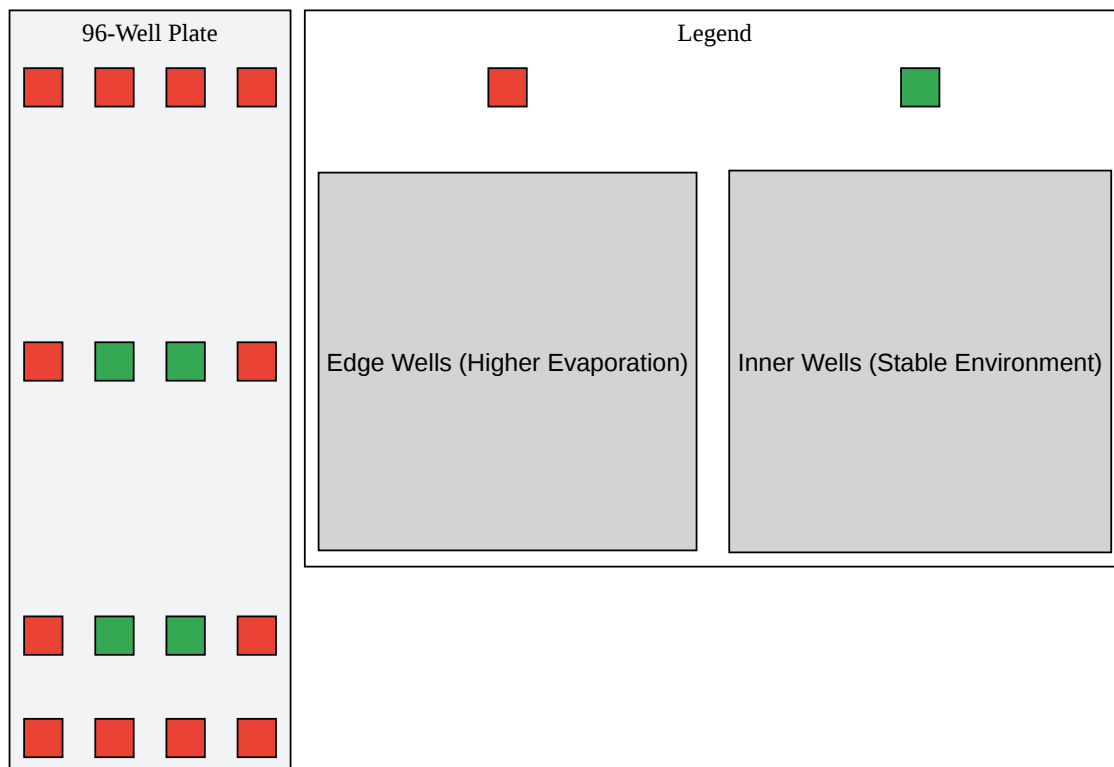 96-Well Plate
Legend
Edge Wells (Higher Evaporation)
Inner Wells (Stable Environment)